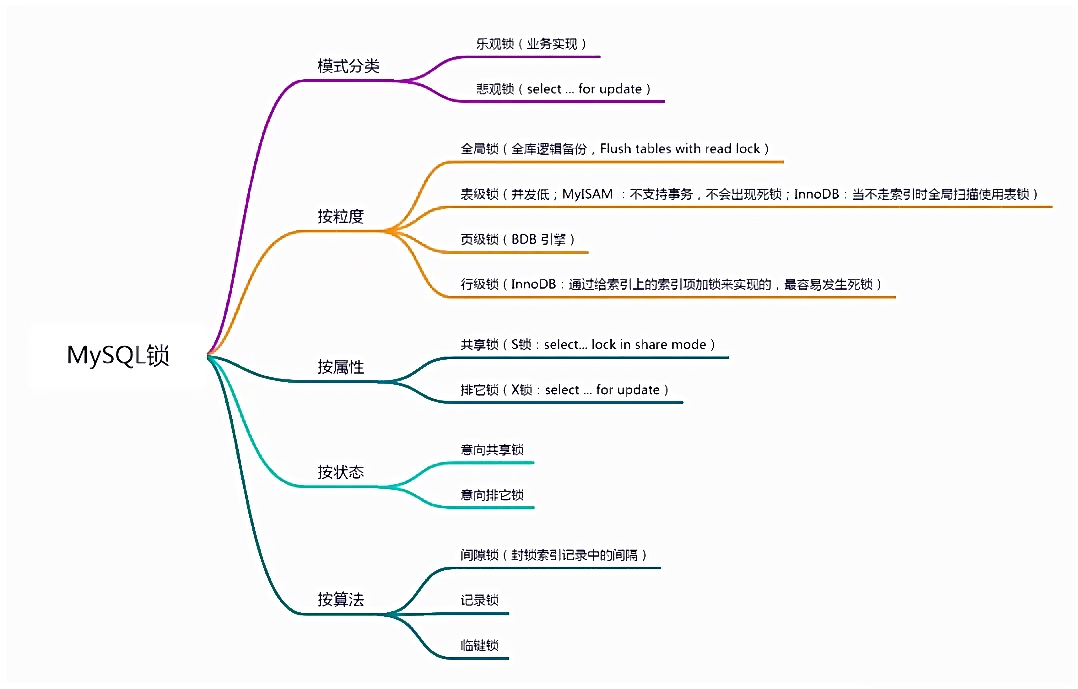 MySQL锁
模式分类
乐观锁（业务实现）
悲观锁（select ... for update）
按粒度
全局锁（全库逻辑备份，Flush tables with read lock）
表级锁（并发低；MyISAM ：不支持事务，不会出现死锁；InnoDB：当不走索引时全局扫描使用表锁）
页级锁（BDB 引擎）
行级锁（InnoDB：通过给索引上的索引项加锁来实现的，最容易发生死锁）
按属性
共享锁（S锁：select... lock in share mode）
排它锁（X锁：select ... for update）
按状态
意向共享锁
意向排它锁
按算法
间隙锁（封锁索引记录中的间隔）
记录锁
临键锁